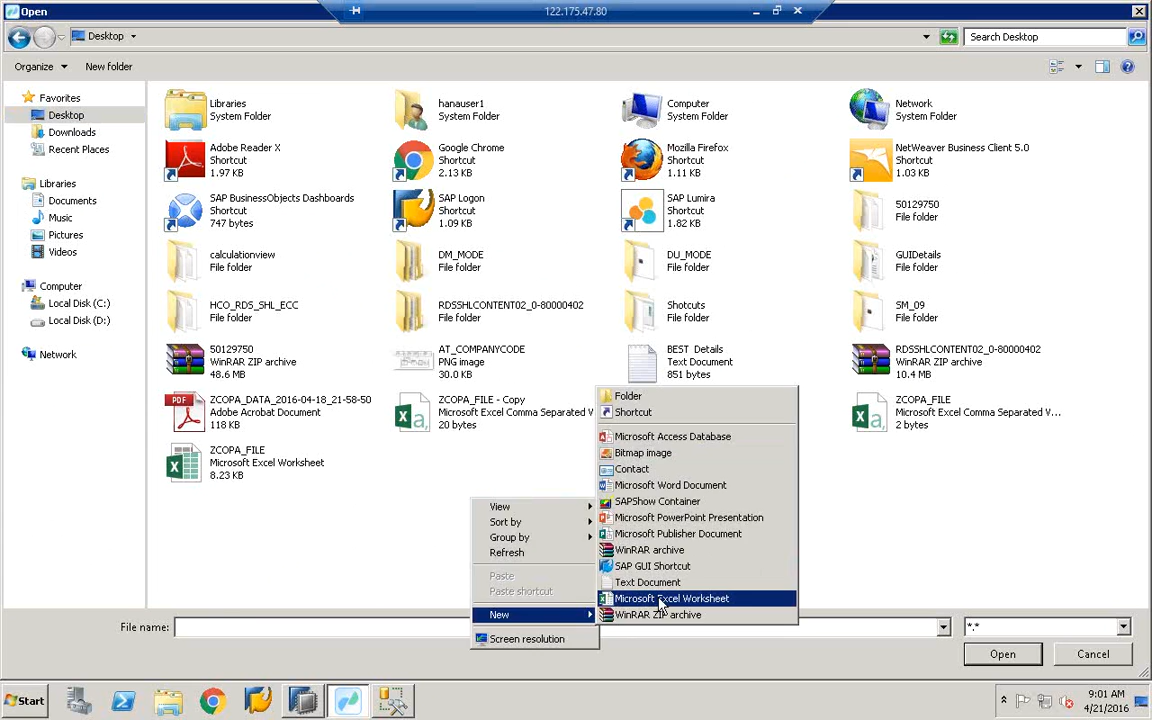 Open
122.175.47.80
Desktop
Search Desktop
Organize
New folder
Favorites
Desktop
Downloads
Recent Places
Libraries
Documents
Music
Pictures
Videos
Computer
Local Disk (C:)
Local Disk (D:)
Network
Libraries
System Folder
hanauser1
System Folder
Computer
System Folder
Network
System Folder
Adobe Reader X
Shortcut
1.97 KB
Google Chrome
Shortcut
2.13 KB
Mozilla Firefox
Shortcut
1.11 KB
NetWeaver Business Client 5.0
Shortcut
1.03 KB
SAP BusinessObjects Dashboards
Shortcut
747 bytes
SAP Logon
Shortcut
1.09 KB
SAP Lumira
Shortcut
1.82 KB
50129750
File folder
calculationview
File folder
DM_MODE
File folder
DU_MODE
File folder
GUIDetails
File folder
HCO_RDS_SHL_ECC
File folder
RDSSHLCONTENT02_0-80000402
File folder
Shotcuts
File folder
SM_09
File folder
50129750
WinRAR ZIP archive
48.6 MB
AT_COMPANYCODE
PNG image
30.0 KB
BEST Details
Text Document
851 bytes
RDSSHLCONTENT02_0-80000402
WinRAR ZIP archive
10.4 MB
PDF
ZCOPA_DATA_2016-04-18_21-58-50
Adobe Acrobat Document
118 KB
ZCOPA_FILE - Copy
Microsoft Excel Comma Separated V
20 bytes
ZCOPA_FILE
Microsoft Excel Comma Separated V...
2 bytes
ZCOPA_FILE
Microsoft Excel Worksheet
8.23 KB
View
Sort by
Group by
Refresh
Paste
Paste shortcut
New
Screen resolution
Folder
Shortcut
Microsoft Access Database
Bitmap image
Contact
Microsoft Word Document
SAPShow Container
Microsoft PowerPoint Presentation
Microsoft Publisher Document
WinRAR archive
SAP GUI Shortcut
Text Document
Microsoft Excel Worksheet
WinRAR ZIP archive
File name:
*.*
Open
Cancel
Start
9:01 AM
4/21/2016